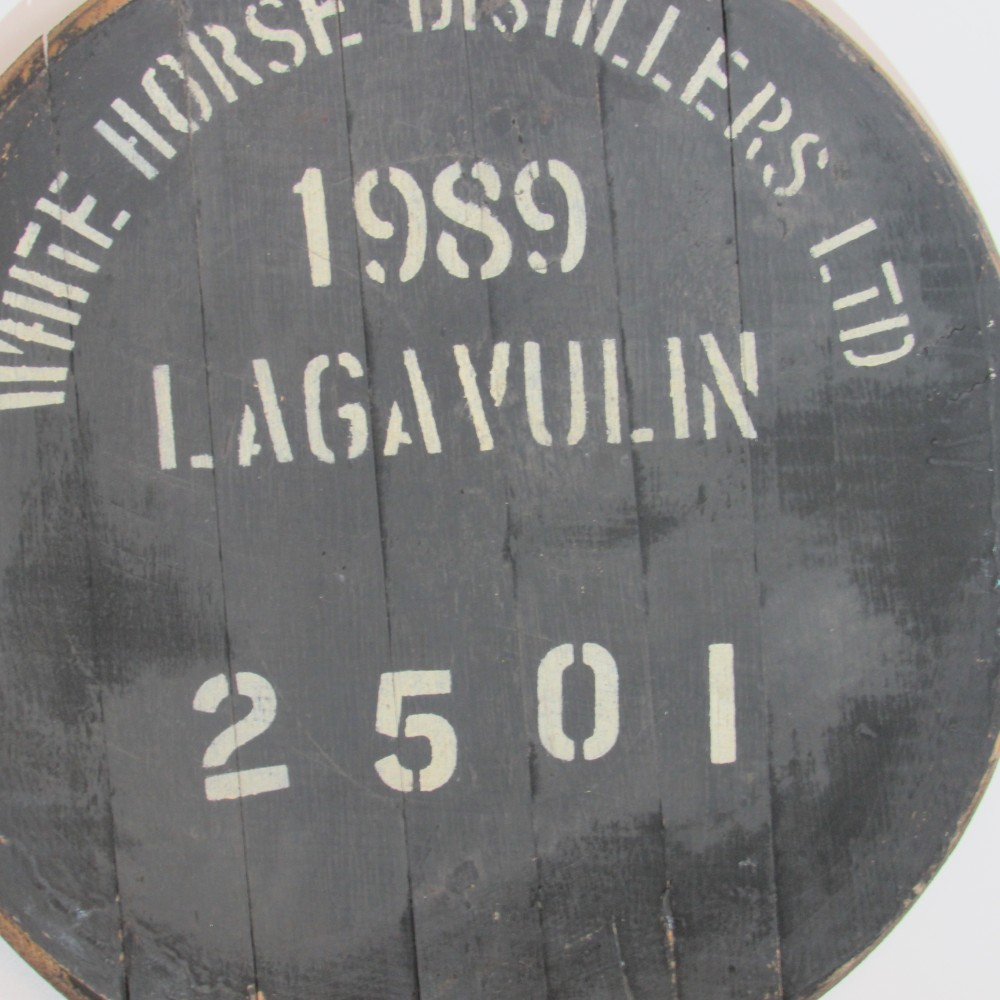 WHITE HORSE DISTILLERS LTD
1989
LAGAVULIN
2501